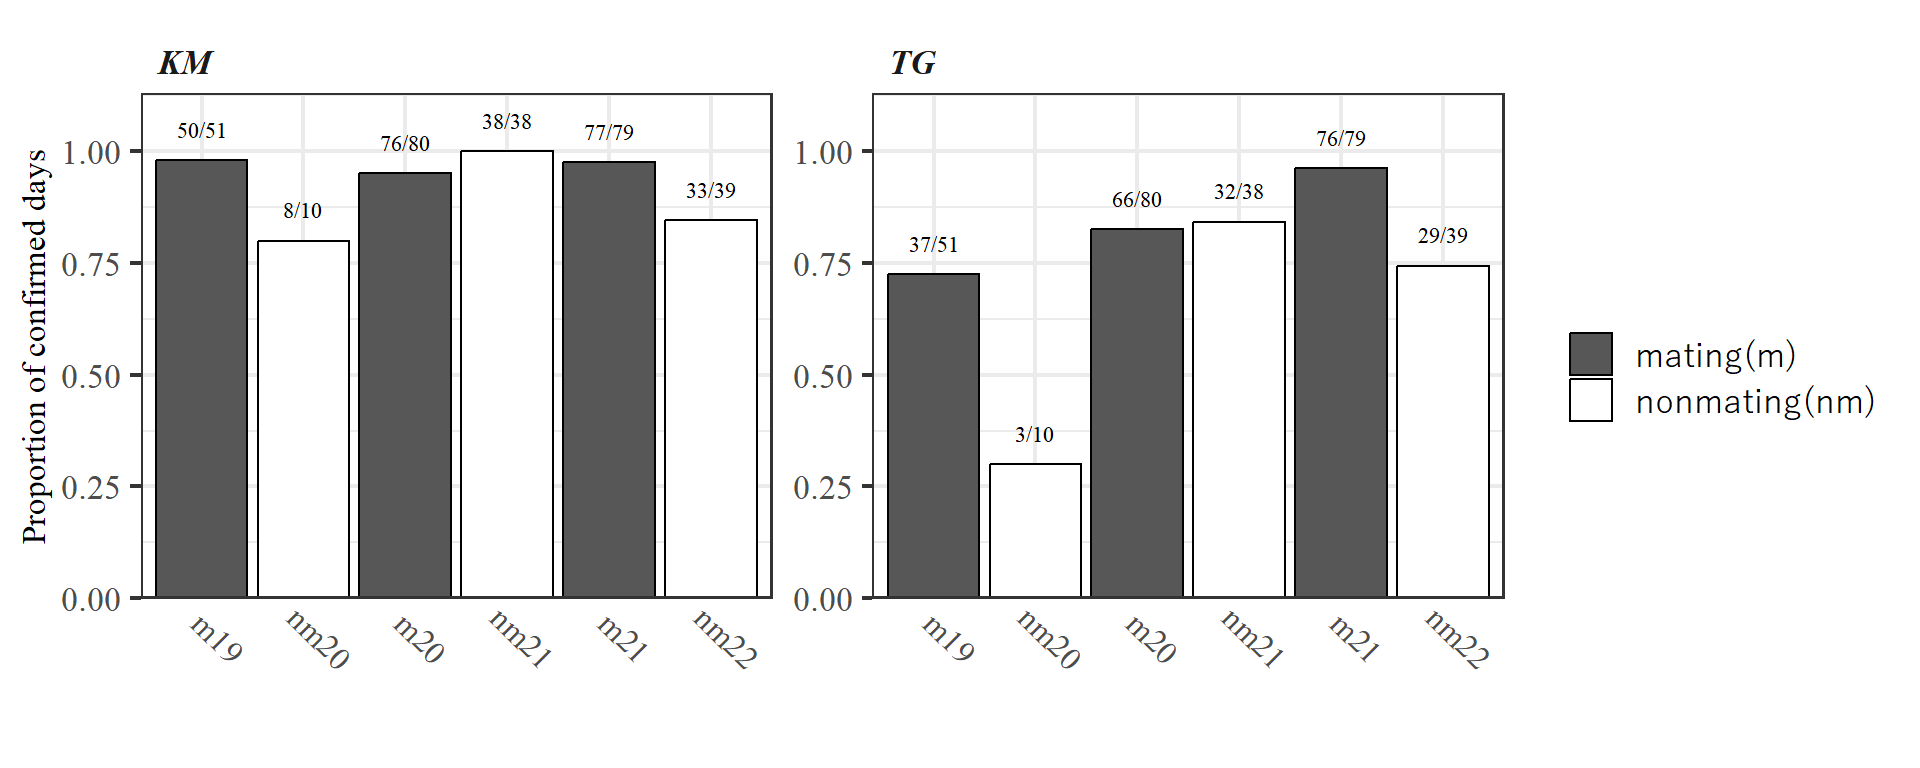 KM
TG
Proportion of confirmed days
1.00
0.75
0.50
0.25
0.00
50/51
8/10
76/80
38/38
77/79
33/39
m19
nm20
m20
nm21
m21
nm22
1.00
0.75
0.50
0.25
0.00
37/51
3/10
66/80
32/38
76/79
29/39
m19
nm20
m20
nm21
m21
nm22
mating(m)
nonmating(nm)